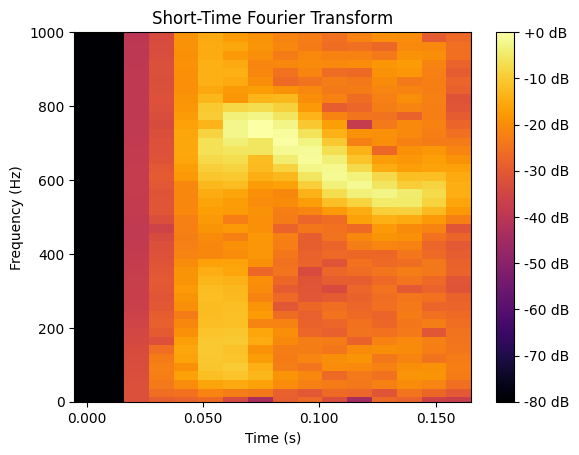 Short-Time Fourier Transform
1000
800
600
400
200
0
Frequency (Hz)
0.000
0.050
0.100
0.150
Time (s)
+0 dB
-10 dB
-20 dB
-30 dB
-40 dB
-50 dB
-60 dB
-70 dB
-80 dB